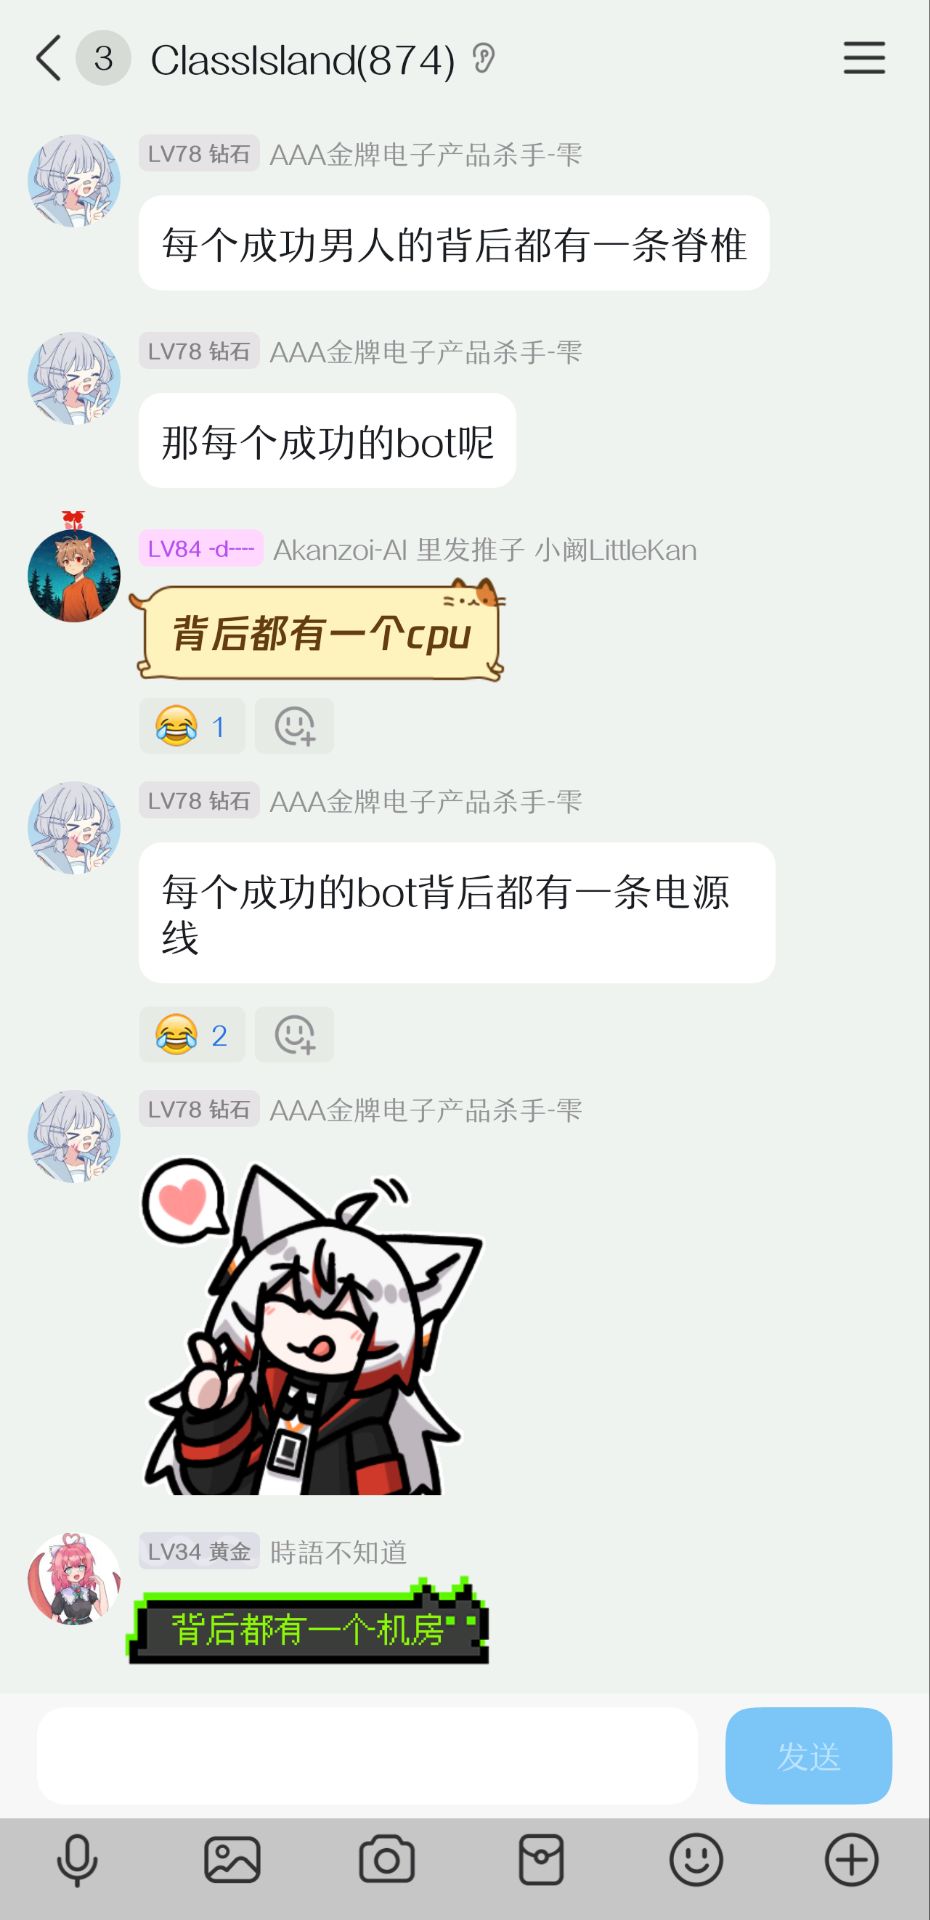 3 ClassIsland(874)
LV78 钻石 AAA金牌电子产品杀手-雫
每个成功男人的背后都有一条脊椎
LV78 钻石 AAA金牌电子产品杀手-雫
那每个成功的bot呢
LV84 -d---- Akanzoi-AI 里发推子 小阚LittleKan
背后都有一个cpu
1
LV78 钻石 AAA金牌电子产品杀手-雫
每个成功的bot背后都有一条电源
线
2
LV78 钻石 AAA金牌电子产品杀手-雫
LV34 黄金 時語不知道
背后都有一个机房
发送